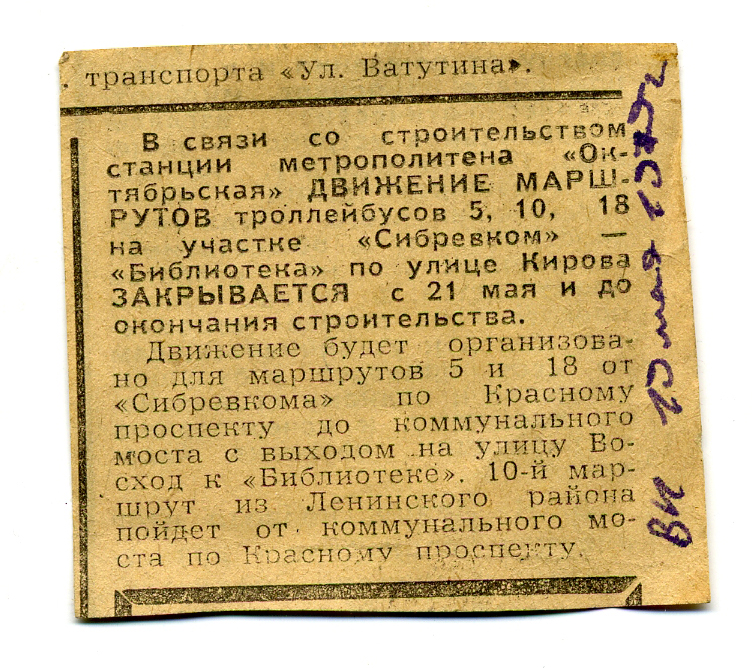 . транспорта «Ул. Ватутина».
В связи со строительством
станции метрополитена «Ок-
тябрьская» ДВИЖЕНИЕ МАРШ-
РУТОВ троллейбусов 5, 10, 18
на участке «Сибревком» —
«Библиотека» по улице Кирова
ЗАКРЫВАЕТСЯ с 21 мая и до
окончания строительства.
Движение будет организова-
но для маршрутов 5 и 18 от
«Сибревкома» по Красному
проспекту до коммунального
моста с выходом на улицу Во-
сход к «Библиотеке». 10-й мар-
шрут из Ленинского района
пойдет от коммунального мо-
ста по Красному проспекту.
ВН мая